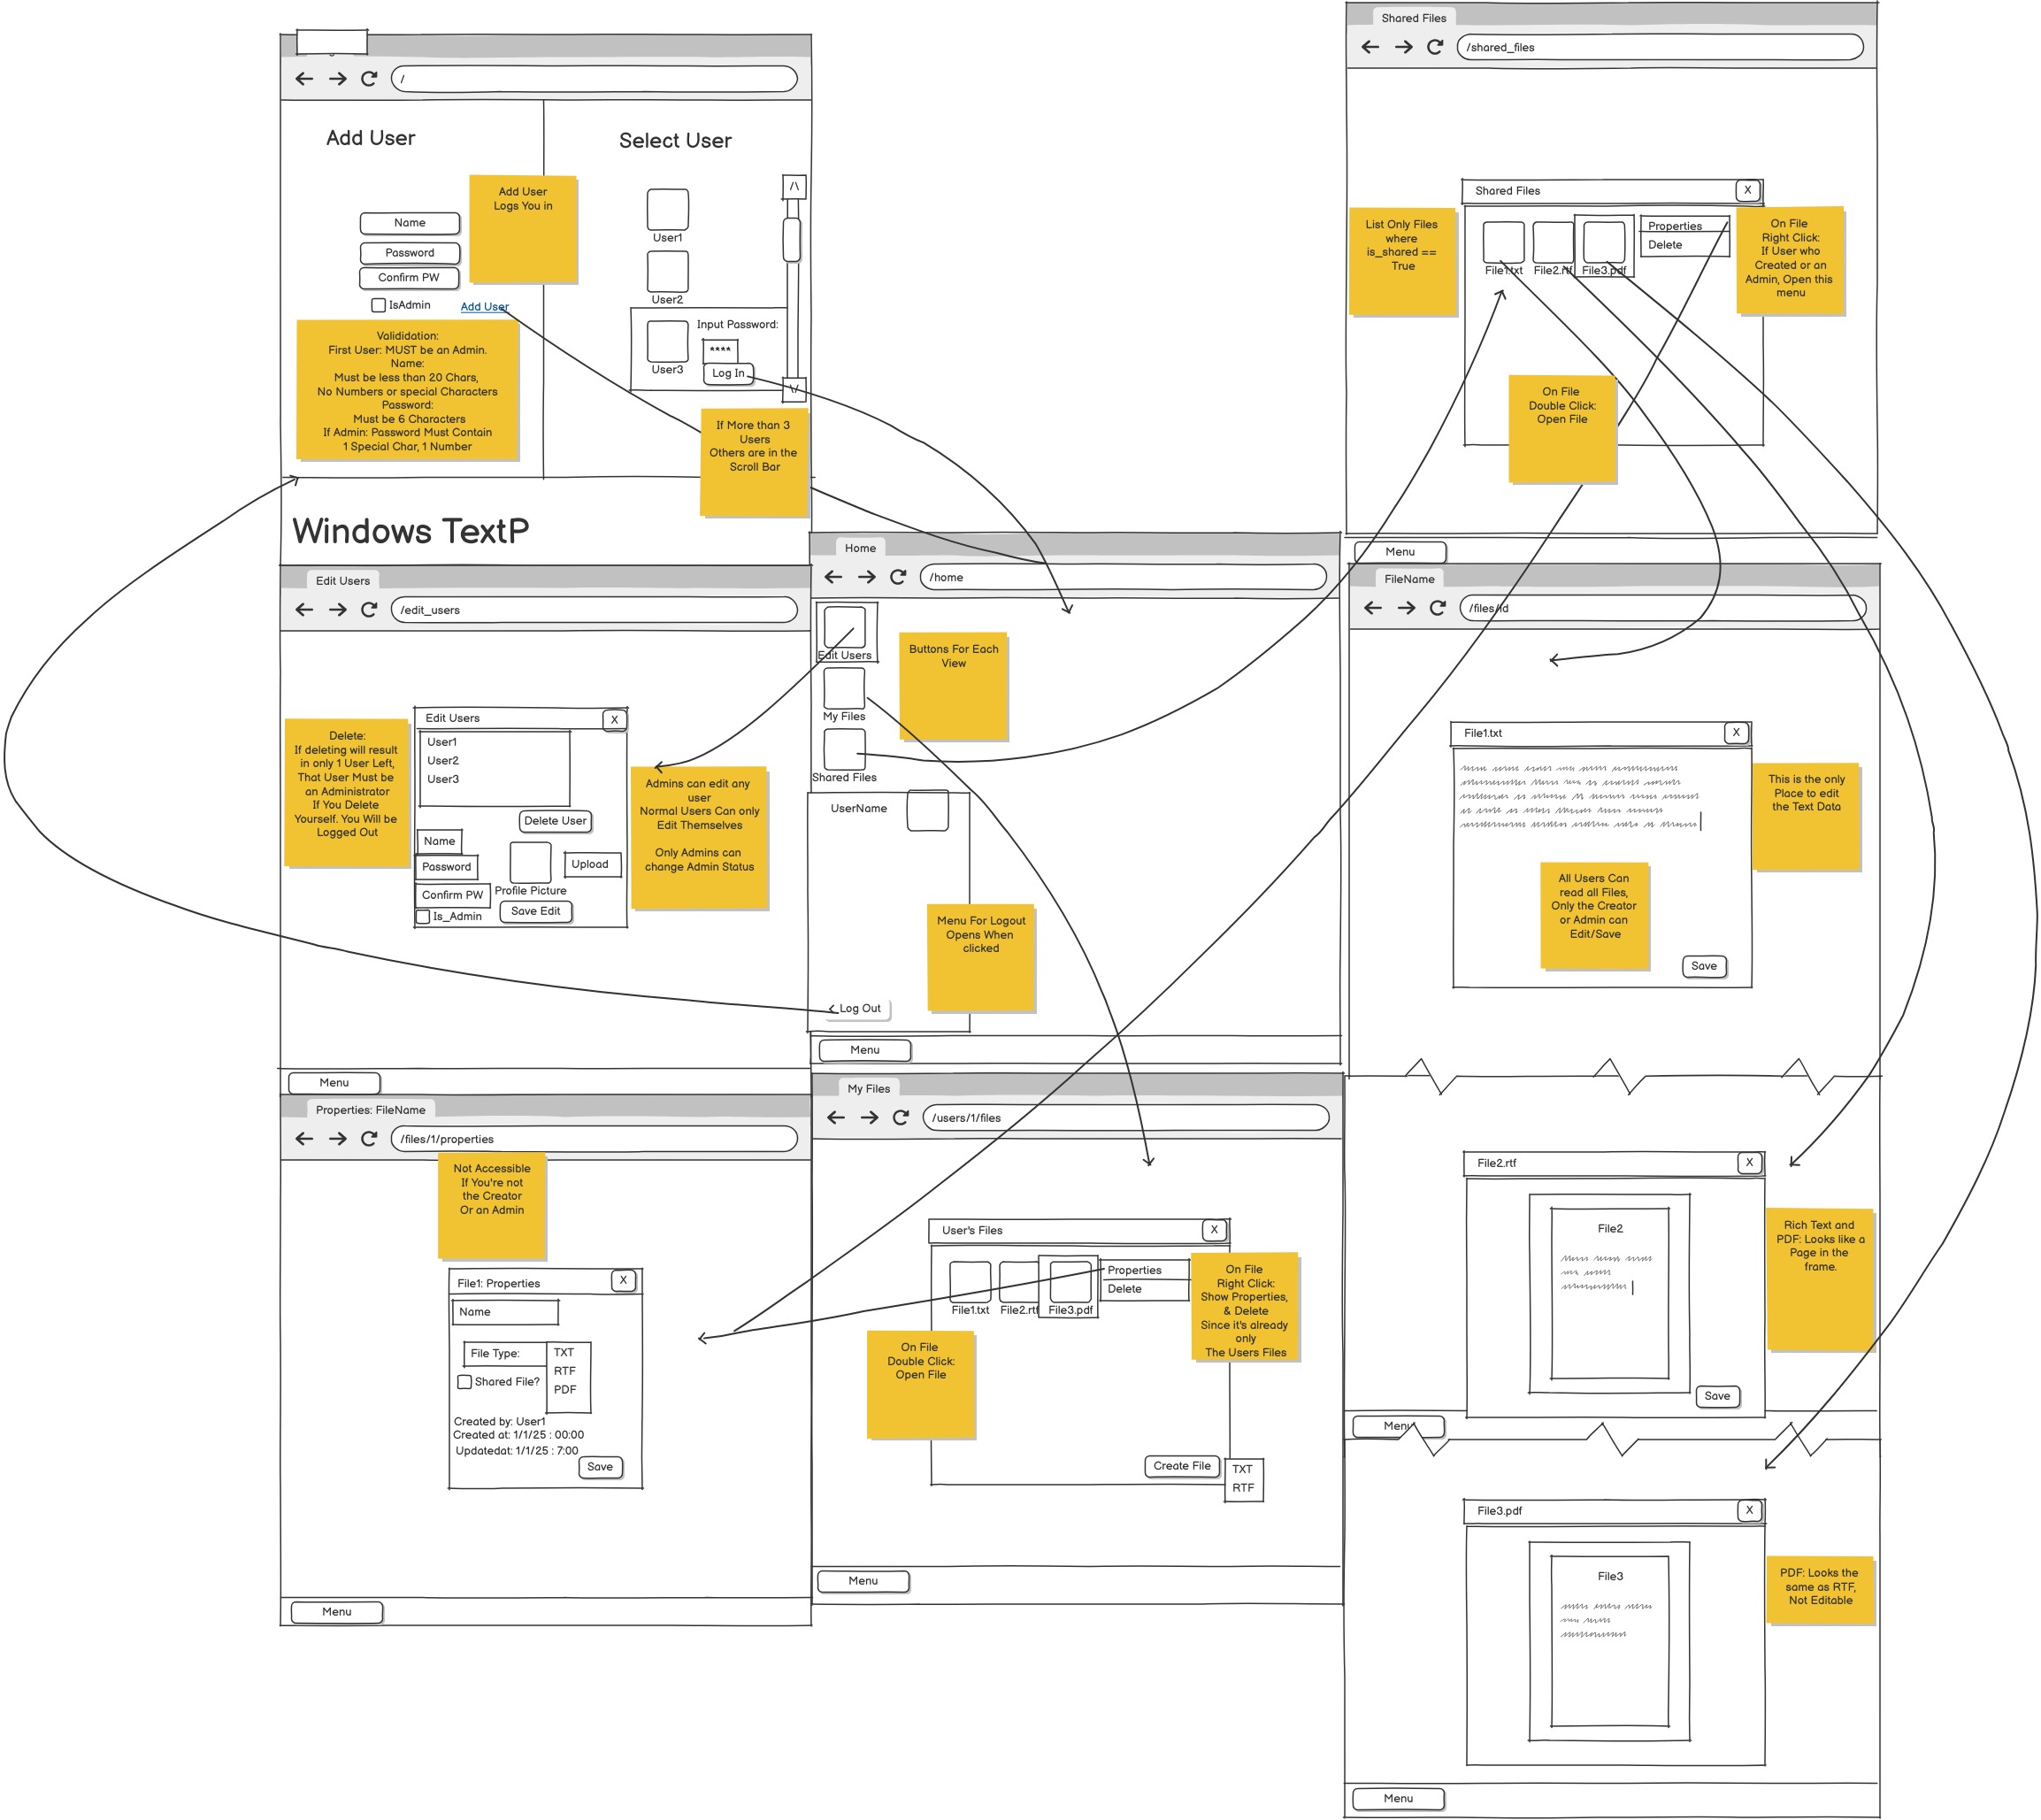 /
Add User
Select User
Add User
Logs You in
Name
Password
Confirm PW
IsAdmin
Add User
Valididation:
First User: MUST be an Admin.
Name:
Must be less than 20 Chars,
No Numbers or special Characters
Password:
Must be 6 Characters
If Admin: Password Must Contain
1 Special Char, 1 Number
/\
User1
User2
Input Password:
****
User3
Log In
\/
If More than 3
Users
Others are in the
Scroll Bar
Windows TextP
Shared Files
/shared_files
Shared Files
X
List Only Files
where
is_shared ==
True
File1.txt
File2.rtf
File3.pdf
Properties
Delete
On File
Right Click:
If User who
Created or an
Admin, Open this
menu
On File
Double Click:
Open File
Menu
Edit Users
/edit_users
Delete:
If deleting will result
in only 1 User Left,
That User Must be
an Administrator
If You Delete
Yourself. You Will be
Logged Out
Edit Users
X
User1
User2
User3
Delete User
Name
Password
Confirm PW
Is_Admin
Profile Picture
Upload
Save Edit
Admins can edit any
user
Normal Users Can only
Edit Themselves
Only Admins can
change Admin Status
Menu
Home
/home
Edit Users
My Files
Shared Files
Buttons For Each
View
UserName
Menu For Logout
Opens When
clicked
Log Out
Menu
FileName
/files/id
File1.txt
X
This is the only
Place to edit
the Text Data
All Users Can
read all Files,
Only the Creator
or Admin can
Edit/Save
Save
Properties: FileName
/files/1/properties
Not Accessible
If You're not
the Creator
Or an Admin
File1: Properties
X
Name
File Type:
TXT
RTF
PDF
Shared File?
Created by: User1
Created at: 1/1/25 : 00:00
Updatedat: 1/1/25 : 7:00
Save
Menu
My Files
/users/1/files
User's Files
X
File1.txt
File2.rtf
File3.pdf
Properties
Delete
On File
Right Click:
Show Properties,
& Delete
Since it's already
only
The Users Files
On File
Double Click:
Open File
Create File
TXT
RTF
Menu
File2.rtf
X
File2
Rich Text and
PDF: Looks like a
Page in the
frame.
Save
Menu
File3.pdf
X
File3
PDF: Looks the
same as RTF,
Not Editable
Menu